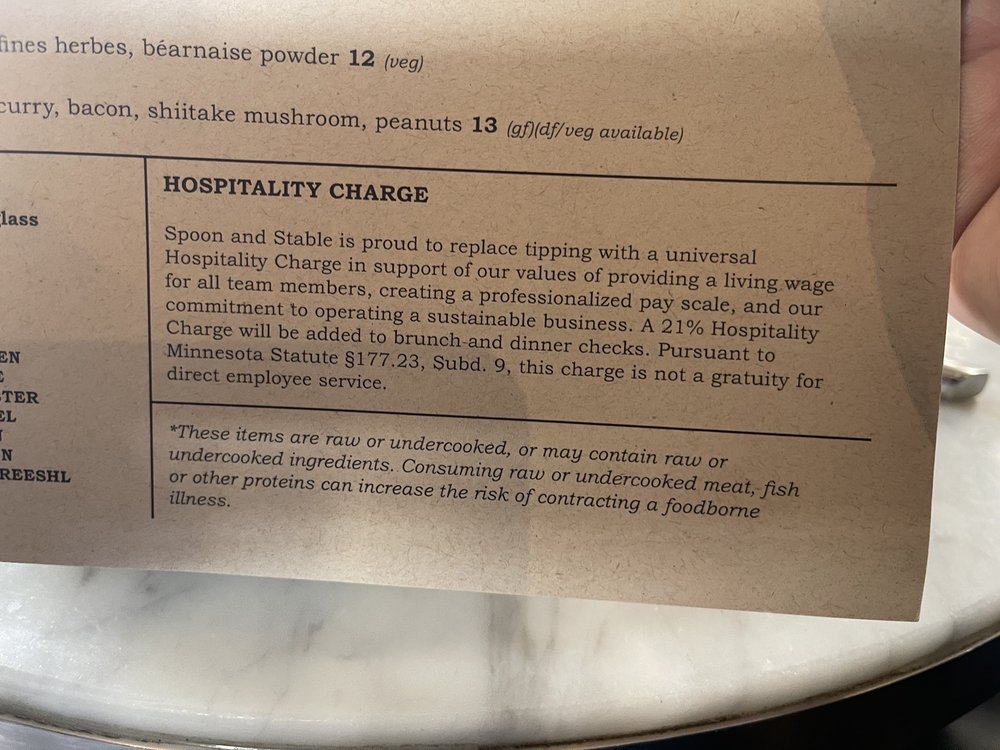 fines herbes, béarnaise powder 12 (veg)
curry, bacon, shiitake mushroom, peanuts 13 (gf)(df/veg available)
HOSPITALITY CHARGE
Spoon and Stable is proud to replace tipping with a universal
Hospitality Charge in support of our values of providing a living wage
for all team members, creating a professionalized pay scale, and our
commitment to operating a sustainable business. A 21% Hospitality
Charge will be added to brunch and dinner checks. Pursuant to
Minnesota Statute §177.23, Subd. 9, this charge is not a gratuity for
direct employee service.
*These items are raw or undercooked, or may contain raw or
undercooked ingredients. Consuming raw or undercooked meat, fish
or other proteins can increase the risk of contracting a foodborne
illness.
lass
EN
E
STER
EL
N
N
REESHL